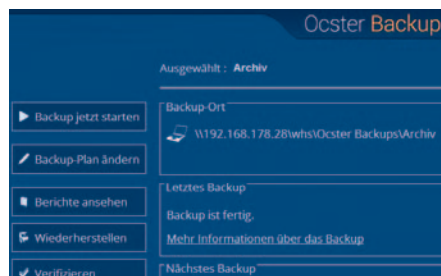 Ocster Backup
Ausgewählt : Archiv
Backup jetzt starten
Backup-Plan ändern
Berichte ansehen
Wiederherstellen
Verifizieren
Backup-Ort
\\192.168.178.28\whs\Ocster Backups\Archiv
Letztes Backup
Backup ist fertig.
Mehr Informationen über das Backup
Nächstes Backup